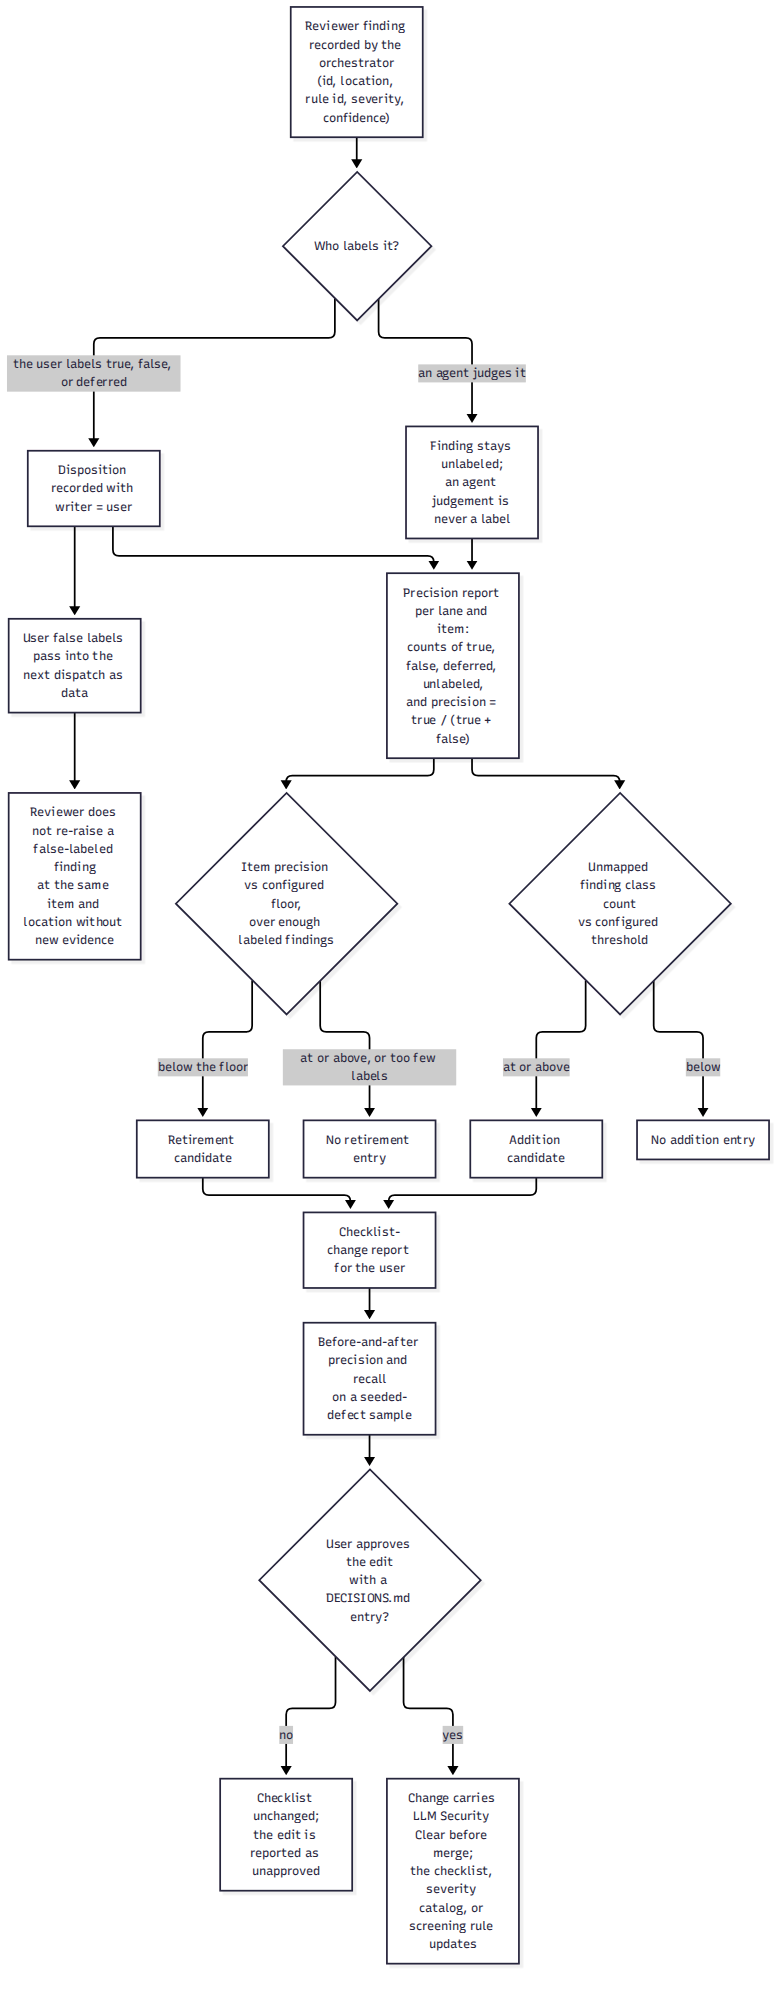 Reviewer finding
recorded by the
orchestrator
(id, location,
rule id, severity,
confidence)
Who labels it?
the user labels true, false,
or deferred
an agent judges it
Disposition
recorded with
writer = user
Finding stays
unlabeled;
an agent
judgement is
never a label
User false labels
pass into the
next dispatch as
data
Precision report
per lane and
item:
counts of true,
false, deferred,
unlabeled,
and precision =
true / (true +
false)
Reviewer does
not re-raise a
false-labeled
finding
at the same
item and
location without
new evidence
Item precision
vs configured
floor,
over enough
labeled findings
Unmapped
finding class
count
vs configured
threshold
below the floor
at or above, or too few
labels
at or above
below
Retirement
candidate
No retirement
entry
Addition
candidate
No addition entry
Checklist-
change report
for the user
Before-and-after
precision and
recall
on a seeded-
defect sample
User approves
the edit
with a
DECISIONS.md
entry?
no
yes
Checklist
unchanged;
the edit is
reported as
unapproved
Change carries
LLM Security
Clear before
merge;
the checklist,
severity
catalog, or
screening rule
updates